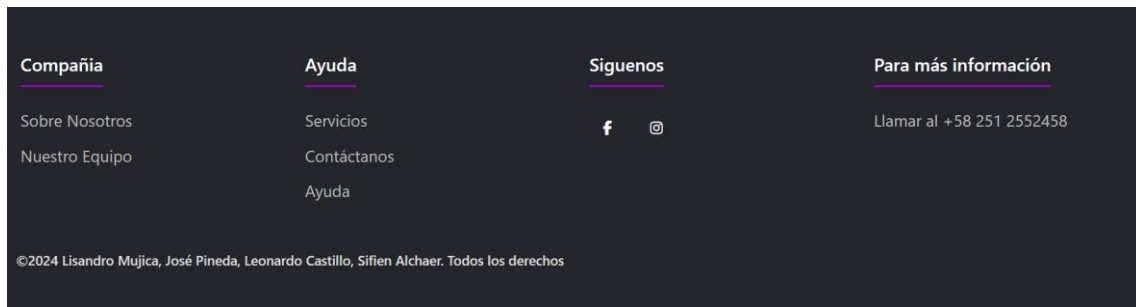 Compañia
Sobre Nosotros
Nuestro Equipo
Ayuda
Servicios
Contáctanos
Ayuda
Siguenos
Para más información
Llamar al +58 251 2552458
©2024 Lisandro Mujica, José Pineda, Leonardo Castillo, Sifien Alchaer. Todos los derechos